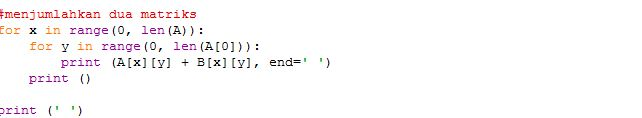 #menjumlahkan dua matriks
for x in range(0, len(A)):
    for y in range(0, len(A[0])):
        print (A[x][y] + B[x][y], end=' ')
    print ()

print (' ')